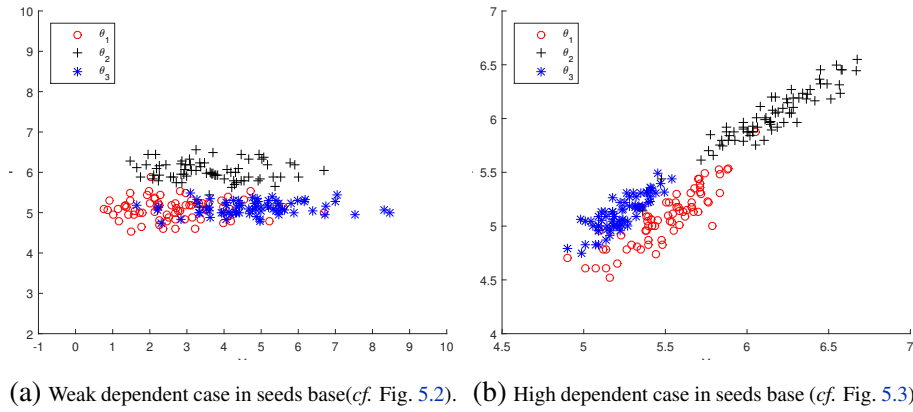 10
9
8
7
6
5
4
3
2
-1 0 1 2 3 4 5 6 7 8 9 10
θ1
θ2
θ3
7
6.5
6
5.5
5
4.5
4
4.5 5 5.5 6 6.5 7
θ1
θ2
θ3
(a) Weak dependent case in seeds base(cf. Fig. 5.2).
(b) High dependent case in seeds base (cf. Fig. 5.3)